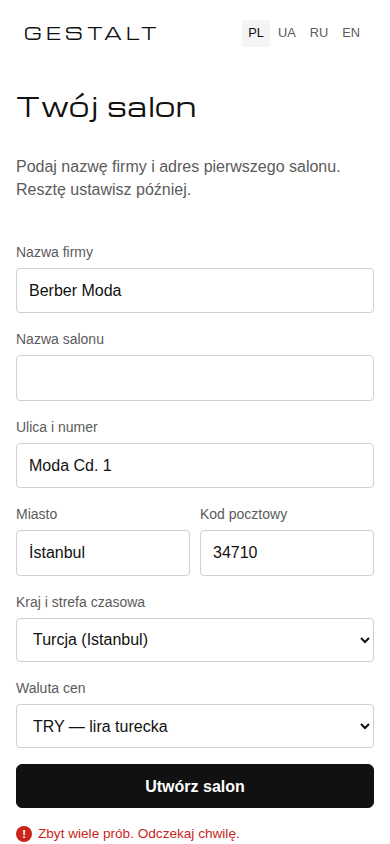 GESTALT
PL UA RU EN
Twój salon
Podaj nazwę firmy i adres pierwszego salonu.
Resztę ustawisz później.
Nazwa firmy
Berber Moda
Nazwa salonu
Ulica i numer
Moda Cd. 1
Miasto Kod pocztowy
İstanbul 34710
Kraj i strefa czasowa
Turcja (Istanbul)
Waluta cen
TRY — lira turecka
Utwórz salon
! Zbyt wiele prób. Odczekaj chwilę.